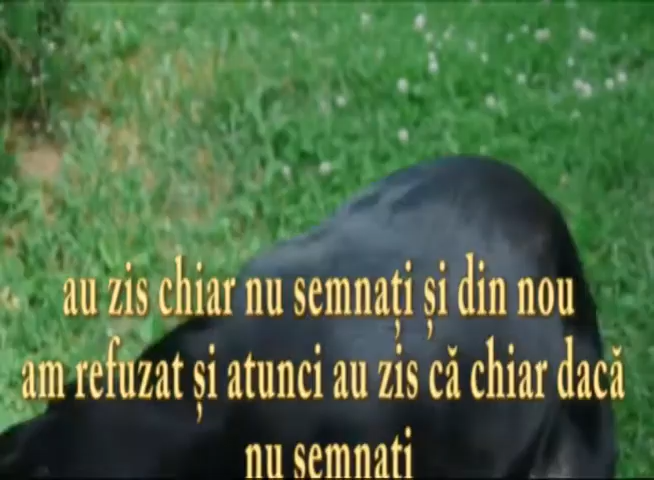 au zis chiar nu semnați și din nou
am refuzat și atunci au zis că chiar dacă
nu semnați